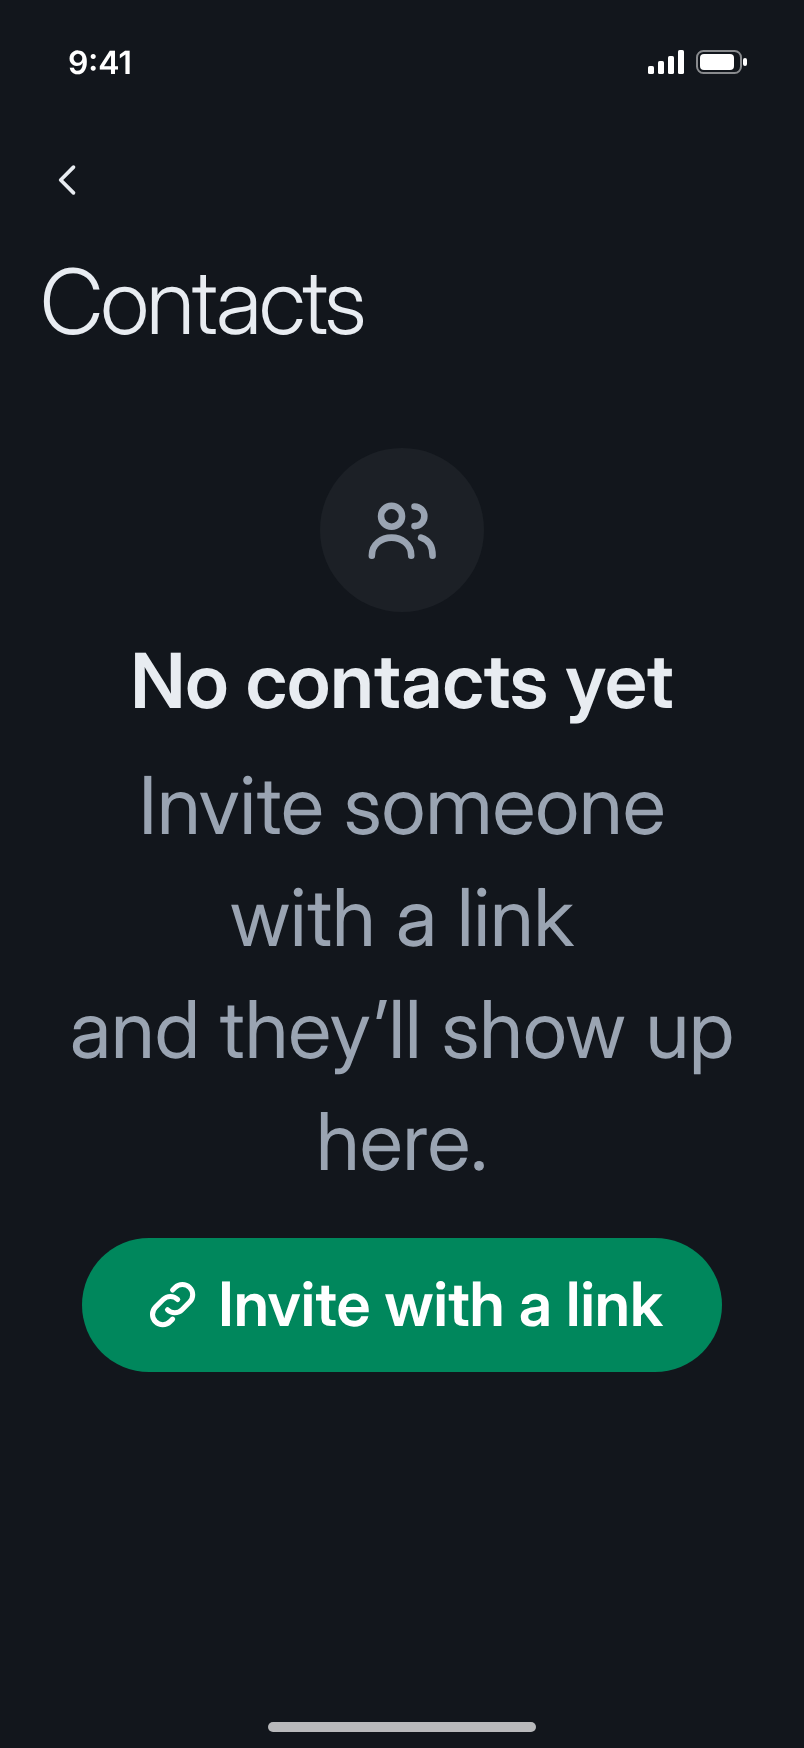 9:41
Contacts
No contacts yet
Invite someone
with a link
and they’ll show up
here.
Invite with a link